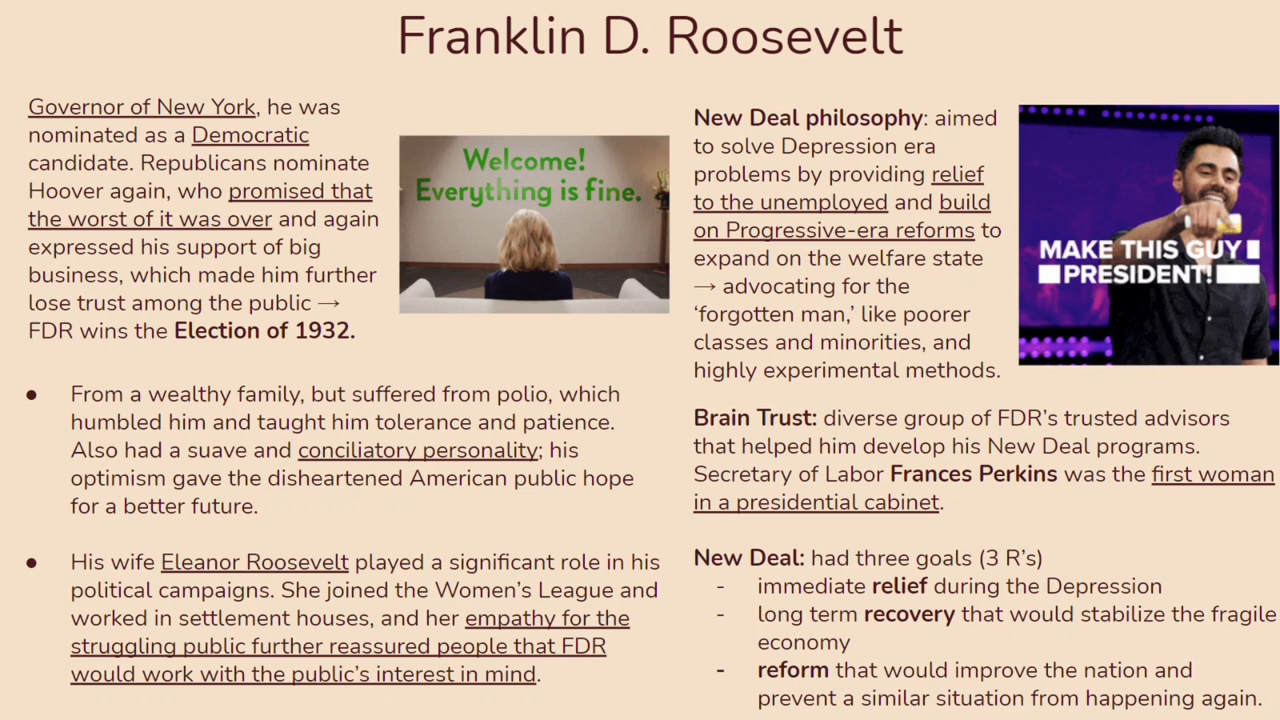 Franklin D. Roosevelt
Governor of New York, he was
nominated as a Democratic
candidate. Republicans nominate
Hoover again, who promised that
the worst of it was over and again
expressed his support of big
business, which made him further
lose trust among the public →
FDR wins the Election of 1932.
Welcome!
Everything is fine.
● From a wealthy family, but suffered from polio, which
humbled him and taught him tolerance and patience.
Also had a suave and conciliatory personality; his
optimism gave the disheartened American public hope
for a better future.
● His wife Eleanor Roosevelt played a significant role in his
political campaigns. She joined the Women’s League and
worked in settlement houses, and her empathy for the
struggling public further reassured people that FDR
would work with the public’s interest in mind.
New Deal philosophy: aimed
to solve Depression era
problems by providing relief
to the unemployed and build
on Progressive-era reforms to
expand on the welfare state
→ advocating for the
‘forgotten man,’ like poorer
classes and minorities, and
highly experimental methods.
MAKE THIS GUY
PRESIDENT!
Brain Trust: diverse group of FDR’s trusted advisors
that helped him develop his New Deal programs.
Secretary of Labor Frances Perkins was the first woman
in a presidential cabinet.
New Deal: had three goals (3 R’s)
- immediate relief during the Depression
- long term recovery that would stabilize the fragile
economy
- reform that would improve the nation and
prevent a similar situation from happening again.